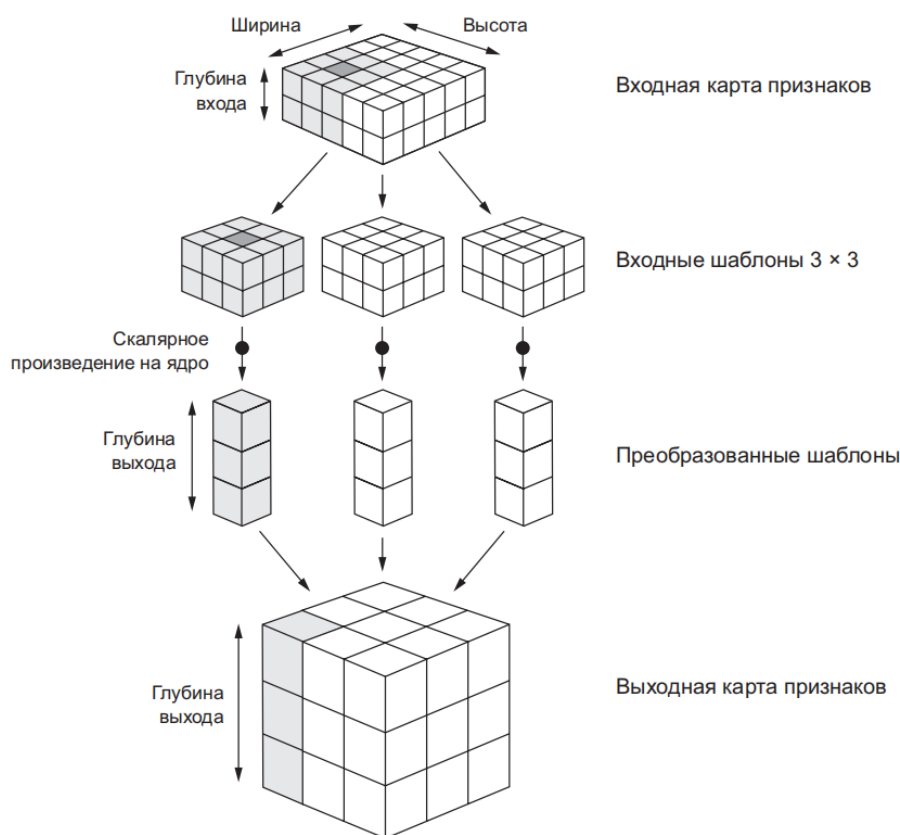 Ширина
Высота
Глубина
входа
Входная карта признаков
Входные шаблоны 3 × 3
Скалярное
произведение на ядро
Глубина
выхода
Преобразованные шаблоны
Глубина
выхода
Выходная карта признаков